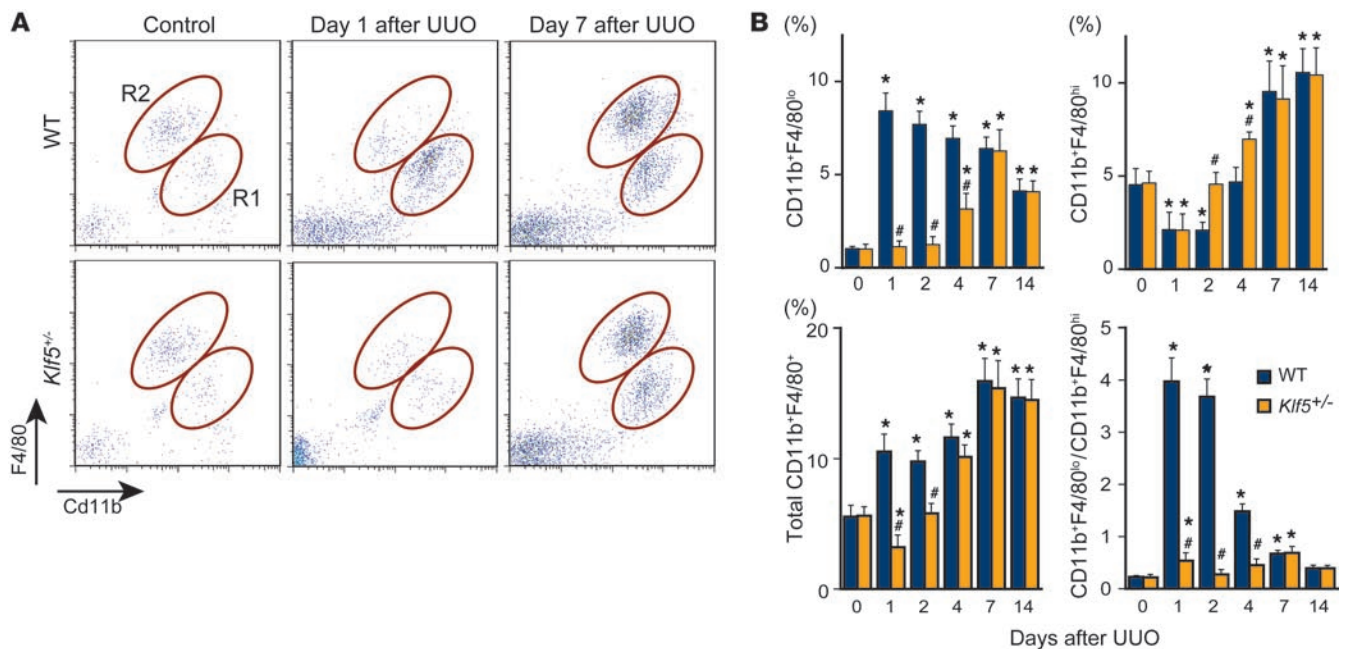 A
Control
Day 1 after UUO
Day 7 after UUO
WT
R2
R1
Klf5+/-
F4/80
Cd11b
B
(%)
CD11b+F4/80lo
10
5
0
* * * * * * * *
# # #
0 1 2 4 7 14
(%)
CD11b+F4/80hi
10
5
0
* * * * * * * *
# #
0 1 2 4 7 14
(%)
Total CD11b+F4/80+
20
10
0
* * * * * * * * *
# #
0 1 2 4 7 14
CD11b+F4/80lo/CD11b+F4/80hi
5
4
3
2
1
0
* * * * * *
# # #
WT
Klf5+/-
0 1 2 4 7 14
Days after UUO